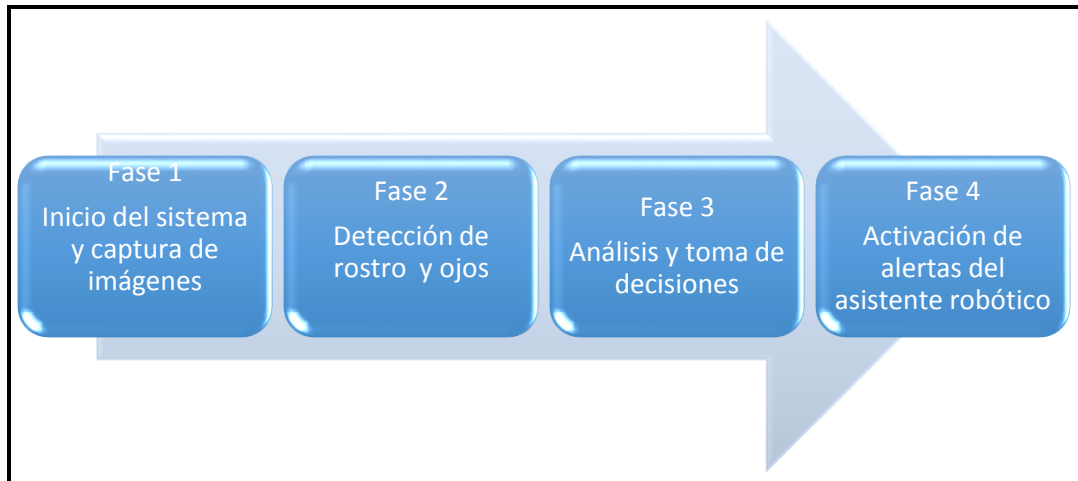 Fase 1
Inicio del sistema
y captura de
imágenes
Fase 2
Detección de
rostro y ojos
Fase 3
Análisis y toma de
decisiones
Fase 4
Activación de
alertas del
asistente robótico